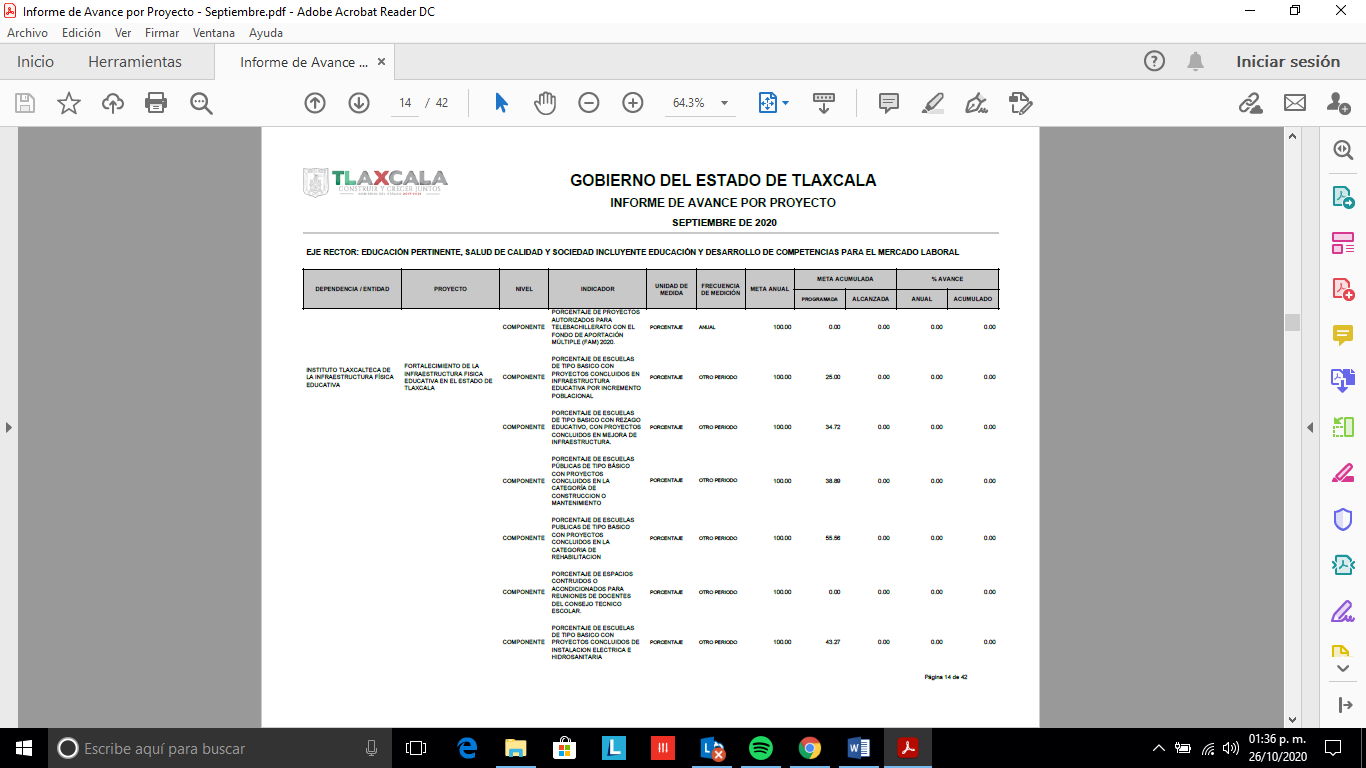 Informe de Avance por Proyecto - Septiembre.pdf - Adobe Acrobat Reader DC
Archivo Edición Ver Firmar Ventana Ayuda
Inicio Herramientas Informe de Avance ... Iniciar sesión
14 / 42 64.3%
TLAXCALA
CONSTRUIR Y CRECER JUNTOS
GOBIERNO DEL ESTADO DE TLAXCALA
INFORME DE AVANCE POR PROYECTO
SEPTIEMBRE DE 2020
EJE RECTOR: EDUCACIÓN PERTINENTE, SALUD DE CALIDAD Y SOCIEDAD INCLUYENTE EDUCACIÓN Y DESARROLLO DE COMPETENCIAS PARA EL MERCADO LABORAL
DEPENDENCIA / ENTIDAD PROYECTO NIVEL INDICADOR UNIDAD DE MEDIDA FRECUENCIA DE MEDICIÓN META ANUAL META ACUMULADA % AVANCE
PROGRAMADA ALCANZADA ANUAL ACUMULADO
PORCENTAJE DE PROYECTOS
AUTORIZADOS PARA
COMPONENTE TELEBACHILLERATO CON EL PORCENTAJE ANUAL 100.00 0.00 0.00 0.00 0.00
FONDO DE APORTACIÓN
MÚLTIPLE (FAM) 2020.
INSTITUTO TLAXCALTECA DE
LA INFRAESTRUCTURA FÍSICA
EDUCATIVA
FORTALECIMIENTO DE LA
INFRAESTRUCTURA FISICA
EDUCATIVA EN EL ESTADO DE
TLAXCALA
PORCENTAJE DE ESCUELAS
DE TIPO BASICO CON
PROYECTOS CONCLUIDOS EN
COMPONENTE INFRAESTRUCTURA PORCENTAJE OTRO PERIODO 100.00 25.00 0.00 0.00 0.00
EDUCATIVA POR INCREMENTO
POBLACIONAL
PORCENTAJE DE ESCUELAS
DE TIPO BASICO CON REZAGO
COMPONENTE EDUCATIVO, CON PROYECTOS PORCENTAJE OTRO PERIODO 100.00 34.72 0.00 0.00 0.00
CONCLUIDOS EN MEJORA DE
INFRAESTRUCTURA.
PORCENTAJE DE ESCUELAS
PÚBLICAS DE TIPO BÁSICO
CON PROYECTOS
COMPONENTE CONCLUIDOS EN LA PORCENTAJE OTRO PERIODO 100.00 38.89 0.00 0.00 0.00
CATEGORÍA DE
CONSTRUCCION O
MANTENIMIENTO
PORCENTAJE DE ESCUELAS
PUBLICAS DE TIPO BASICO
CON PROYECTOS
COMPONENTE CONCLUIDOS EN LA PORCENTAJE OTRO PERIODO 100.00 55.56 0.00 0.00 0.00
CATEGORIA DE
REHABILITACION
PORCENTAJE DE ESPACIOS
CONTRUIDOS O
COMPONENTE ACONDICIONADOS PARA PORCENTAJE OTRO PERIODO 100.00 0.00 0.00 0.00 0.00
REUNIONES DE DOCENTES
DEL CONSEJO TECNICO
ESCOLAR.
PORCENTAJE DE ESCUELAS
DE TIPO BASICO CON
COMPONENTE PROYECTOS CONCLUIDOS DE PORCENTAJE OTRO PERIODO 100.00 43.27 0.00 0.00 0.00
INSTALACION ELECTRICA E
HIDROSANITARIA
Página 14 de 42
Escribe aquí para buscar
01:36 p. m.
26/10/2020